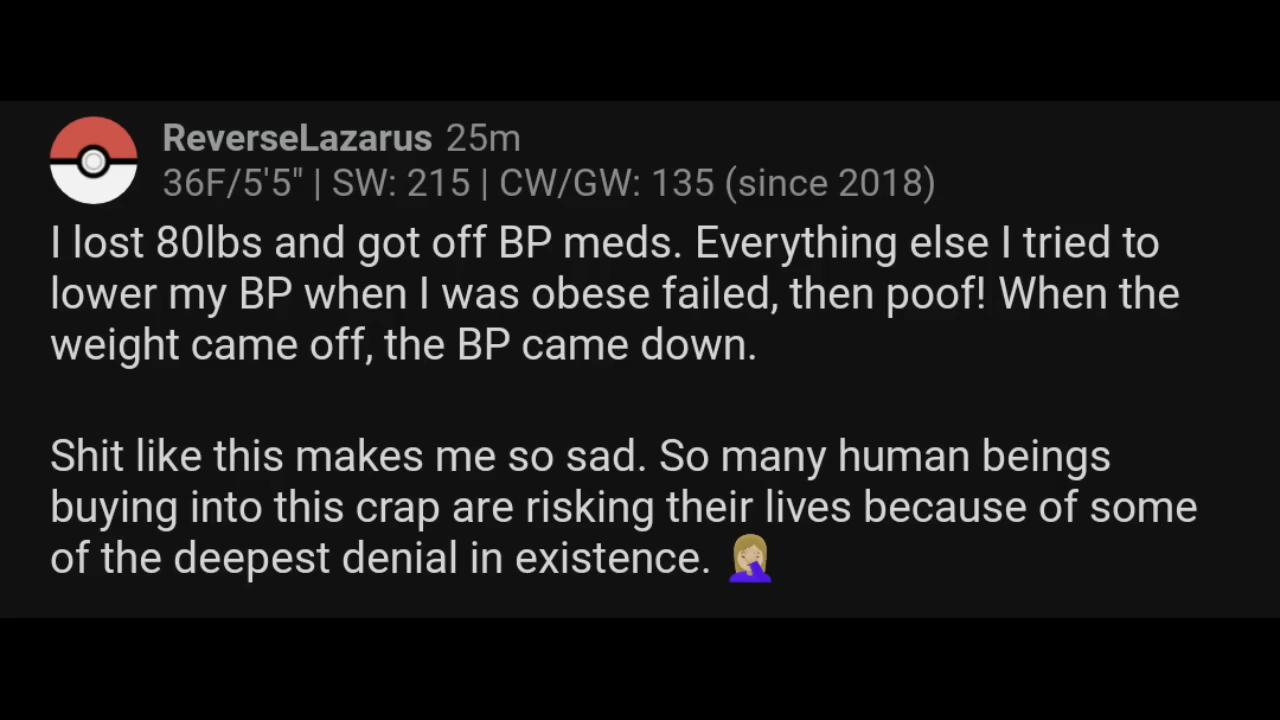 ReverseLazarus 25m
36F/5'5" | SW: 215 | CW/GW: 135 (since 2018)
I lost 80lbs and got off BP meds. Everything else I tried to
lower my BP when I was obese failed, then poof! When the
weight came off, the BP came down.
Shit like this makes me so sad. So many human beings
buying into this crap are risking their lives because of some
of the deepest denial in existence. 🤦🏼‍♀️